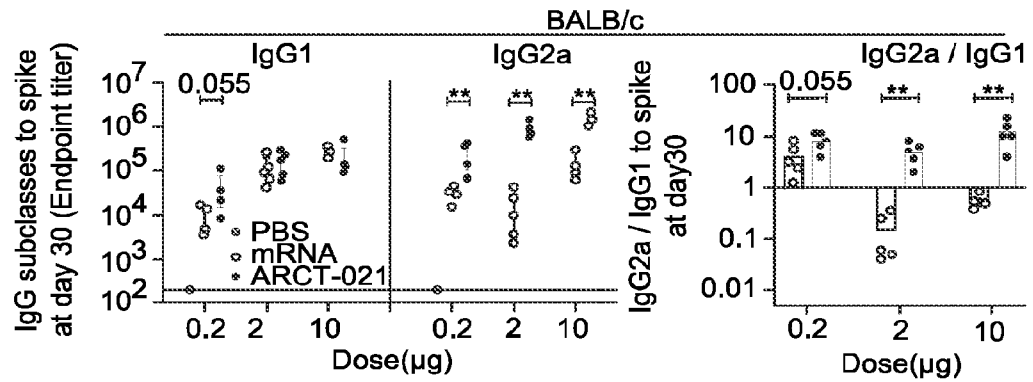 BALB/c
IgG1
IgG2a
IgG2a / IgG1
IgG subclasses to spike
at day 30 (Endpoint titer)
10⁷
10⁶
10⁵
10⁴
10³
10²
0.055
** ** **
PBS
mRNA
ARCT-021
0.2 2 10
0.2 2 10
Dose(µg)
IgG2a / IgG1 to spike
at day30
100
10
1
0.1
0.01
0.055
** **
0.2 2 10
Dose(µg)